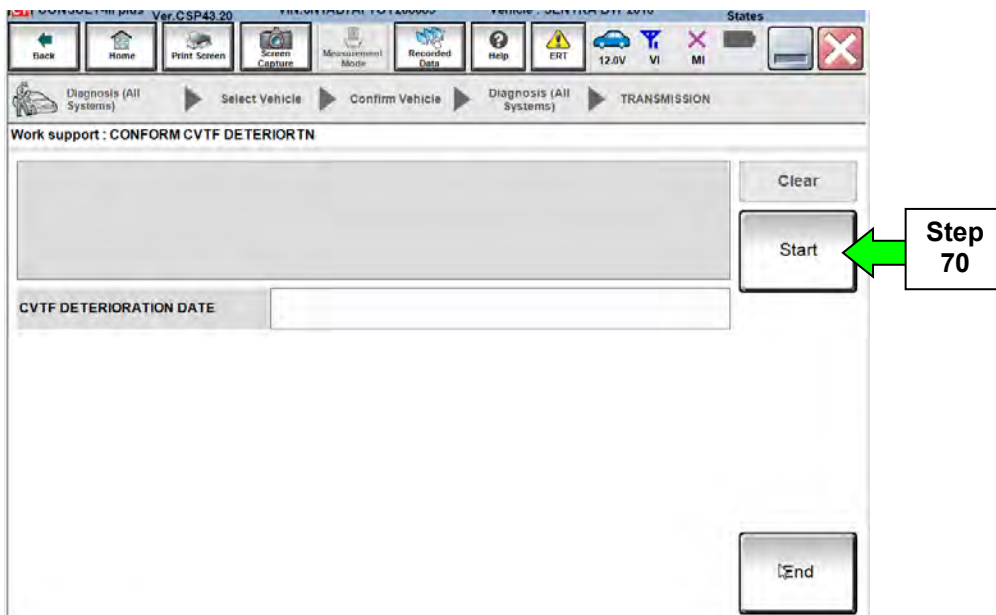 Ver.CSP43.20
States
Back
Home
Print Screen
Screen
Capture
Measurement
Mode
Recorded
Data
Help
ERT
12.0V
VI
MI
Diagnosis (All
Systems)
Select Vehicle
Confirm Vehicle
Diagnosis (All
Systems)
TRANSMISSION
Work support : CONFORM CVTF DETERIORTN
Clear
Start
Step
70
CVTF DETERIORATION DATE
End